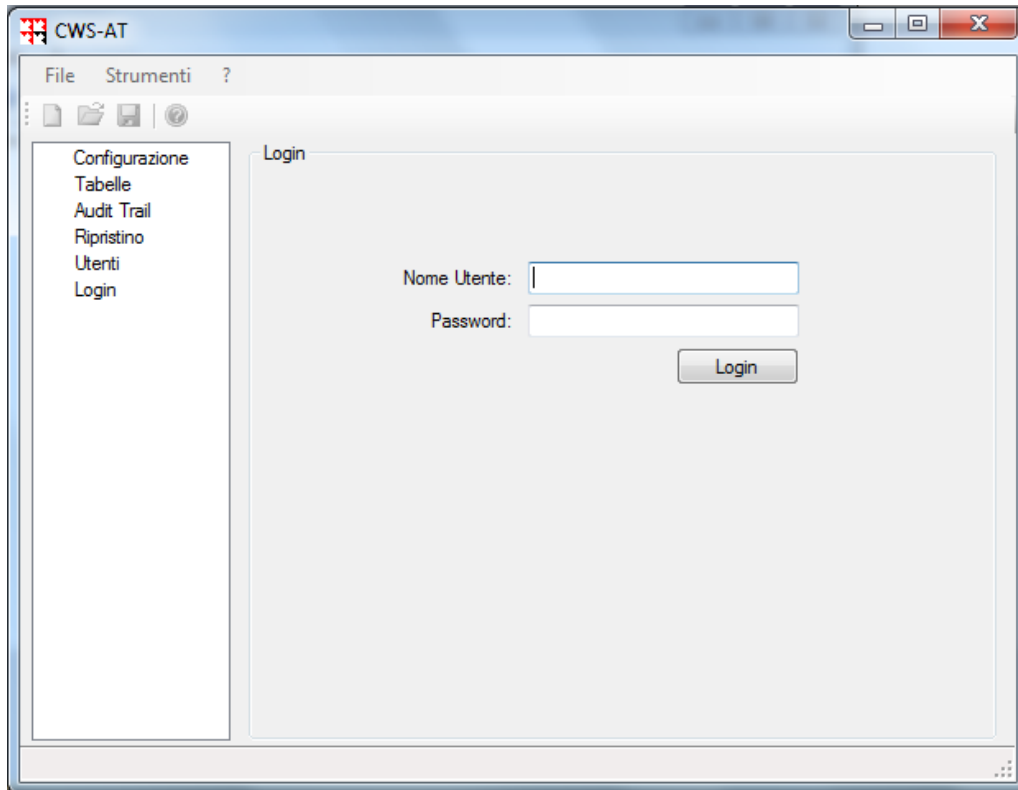 CWS-AT
File Strumenti ?
Configurazione
Tabelle
Audit Trail
Ripristino
Utenti
Login
Login
Nome Utente:
Password:
Login